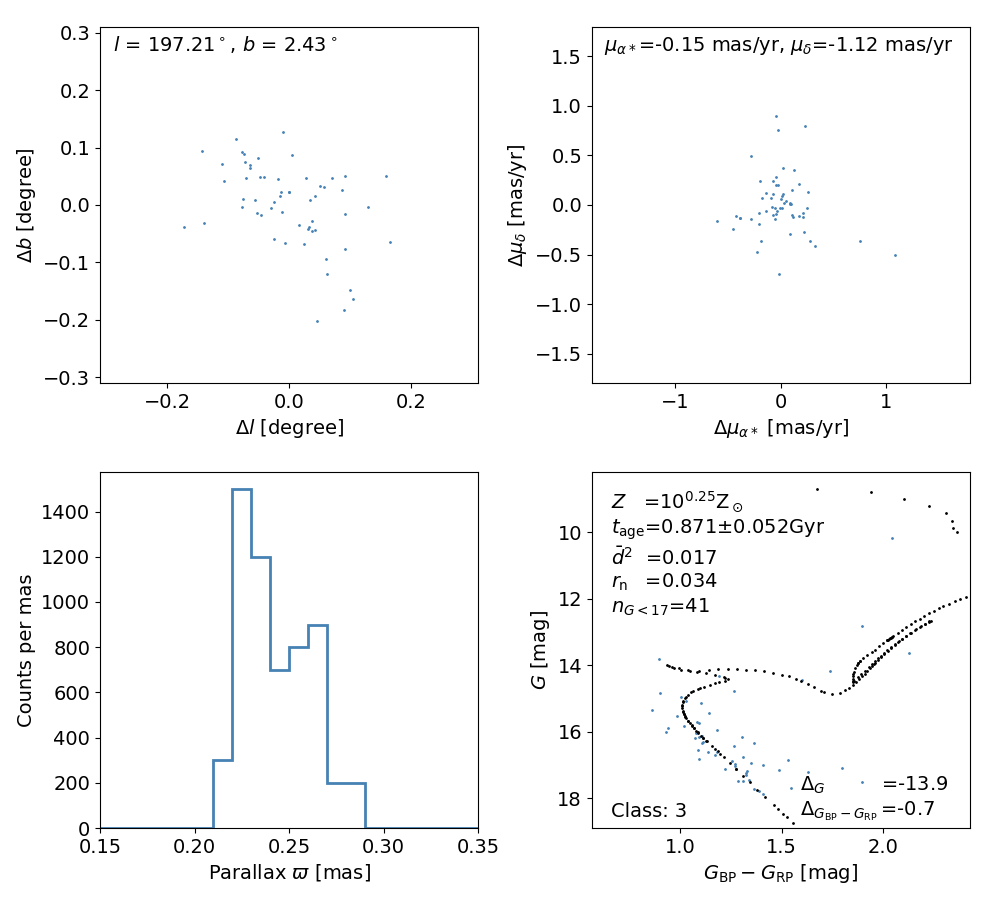 l = 197.21°, b = 2.43°
0.3
0.2
0.1
0.0
−0.1
−0.2
−0.3
Δb [degree]
−0.2
0.0
0.2
Δl [degree]
μα*=-0.15 mas/yr, μδ=-1.12 mas/yr
1.5
1.0
0.5
0.0
−0.5
−1.0
−1.5
Δμδ [mas/yr]
−1
0
1
Δμα* [mas/yr]
1400
1200
1000
800
600
400
200
0
Counts per mas
0.15
0.20
0.25
0.30
0.35
Parallax ϖ [mas]
Z =10^0.25 Z⊙
t_age=0.871±0.052Gyr
d̄² =0.017
r_n =0.034
n_G<17=41
Δ_G =-13.9
Δ_G_BP−G_RP =-0.7
Class: 3
10
12
14
16
18
G [mag]
1.0
1.5
2.0
G_BP − G_RP [mag]